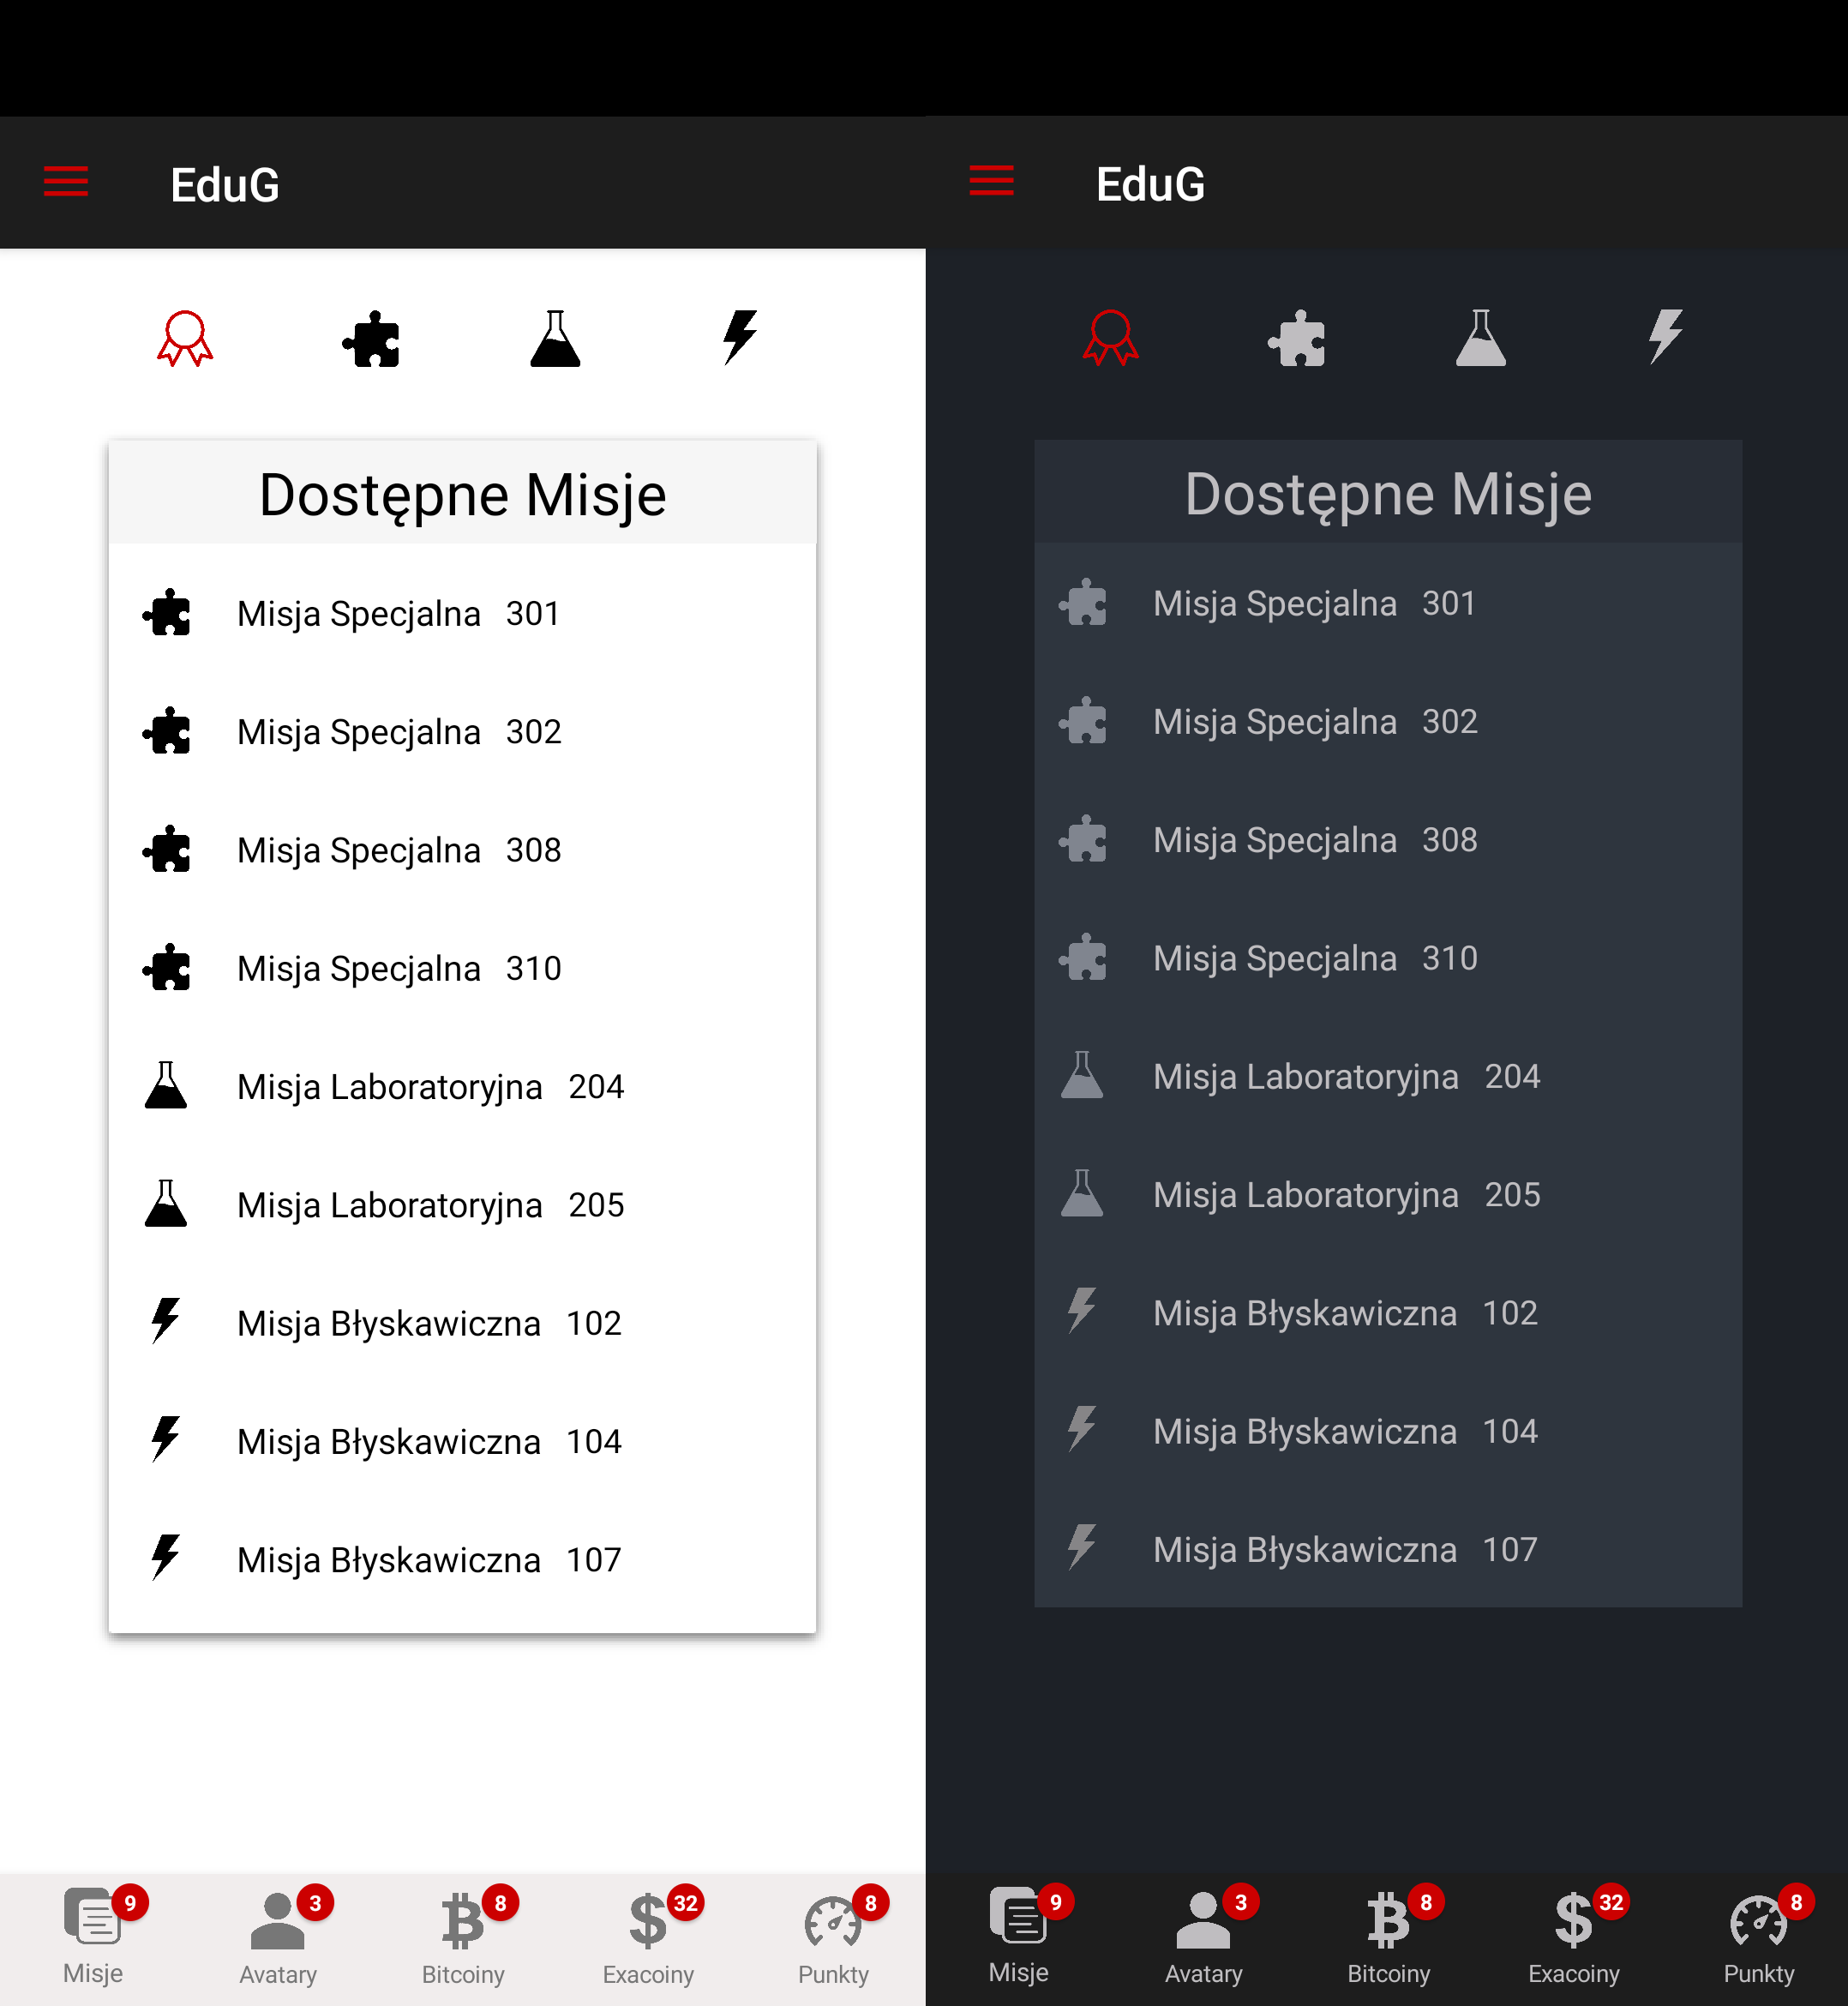 EduG
Dostępne Misje
Misja Specjalna 301
Misja Specjalna 302
Misja Specjalna 308
Misja Specjalna 310
Misja Laboratoryjna 204
Misja Laboratoryjna 205
Misja Błyskawiczna 102
Misja Błyskawiczna 104
Misja Błyskawiczna 107
9 3 8 32 8
Misje Avatary Bitcoiny Exacoiny Punkty
EduG
Dostępne Misje
Misja Specjalna 301
Misja Specjalna 302
Misja Specjalna 308
Misja Specjalna 310
Misja Laboratoryjna 204
Misja Laboratoryjna 205
Misja Błyskawiczna 102
Misja Błyskawiczna 104
Misja Błyskawiczna 107
9 3 8 32 8
Misje Avatary Bitcoiny Exacoiny Punkty